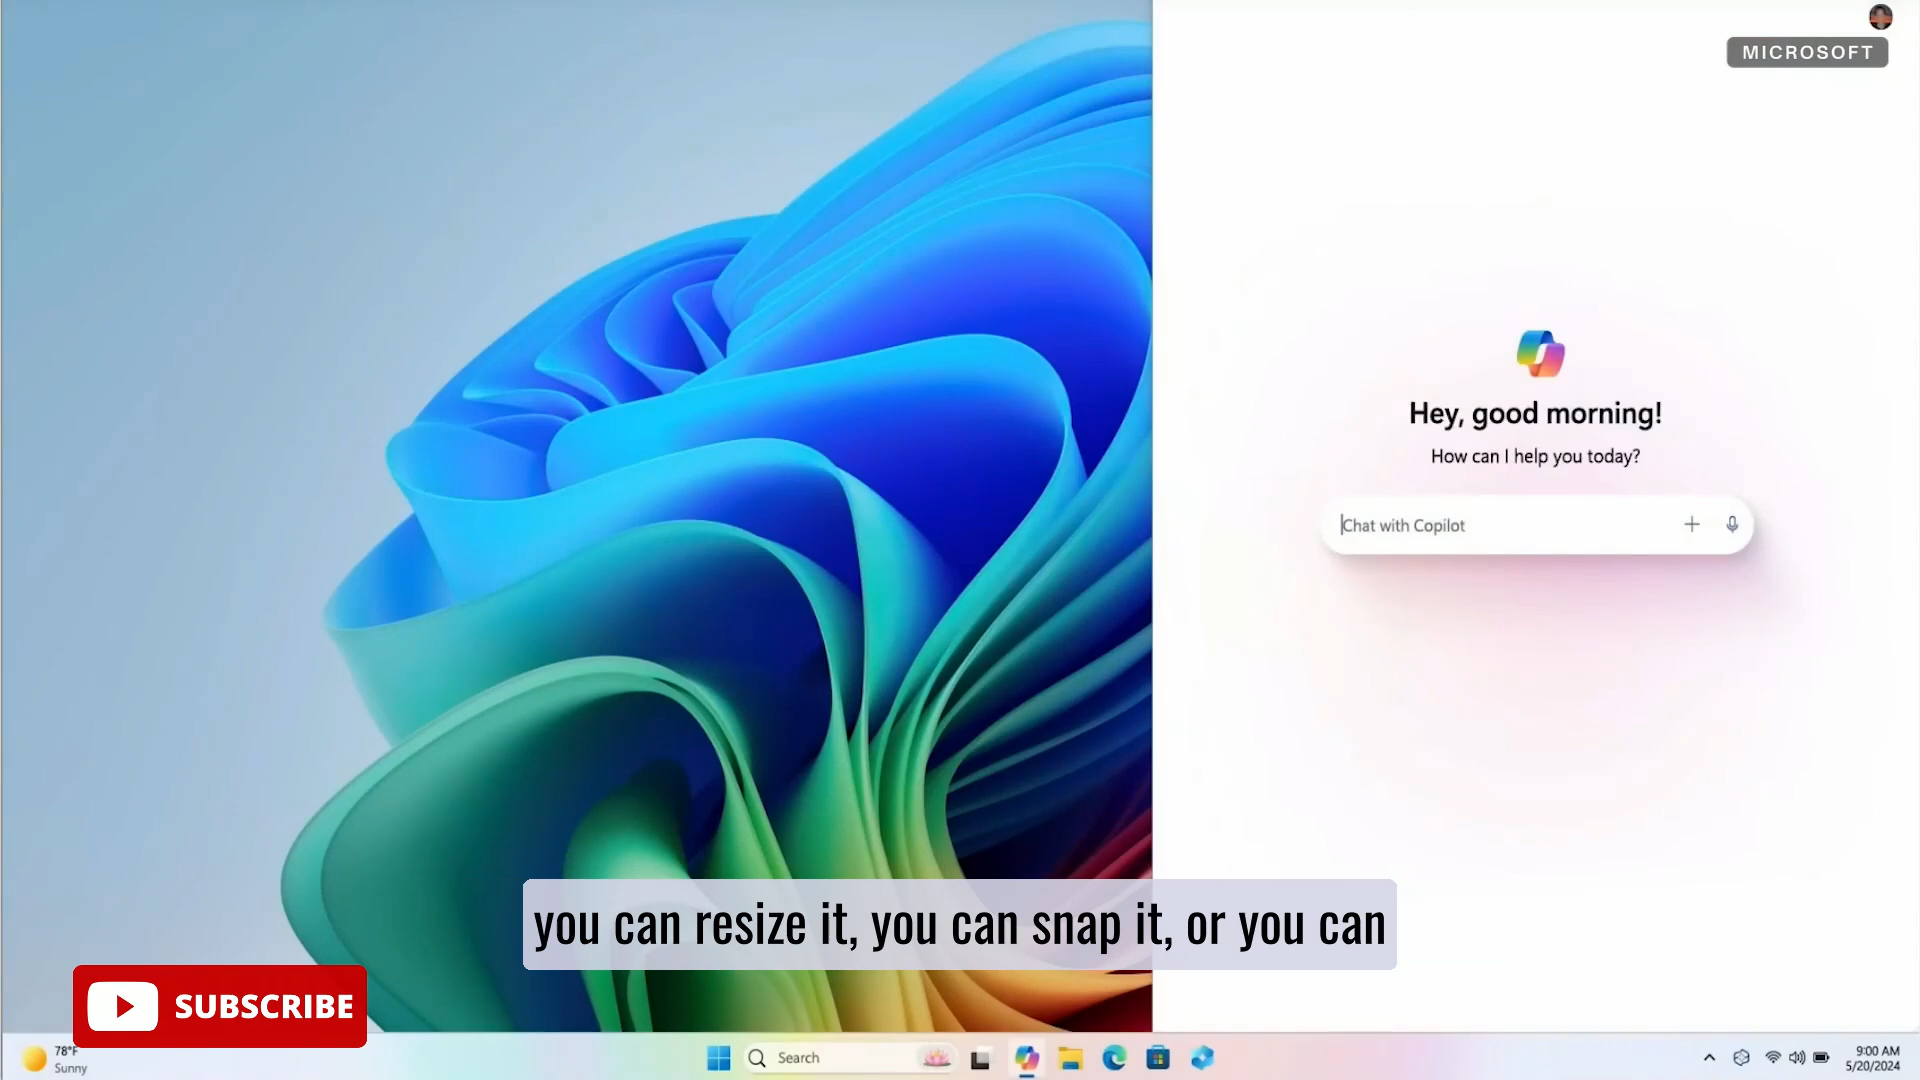 MICROSOFT
Hey, good morning!
How can I help you today?
Chat with Copilot
you can resize it, you can snap it, or you can
SUBSCRIBE
78°F
Sunny
Search
9:00 AM
5/20/2024